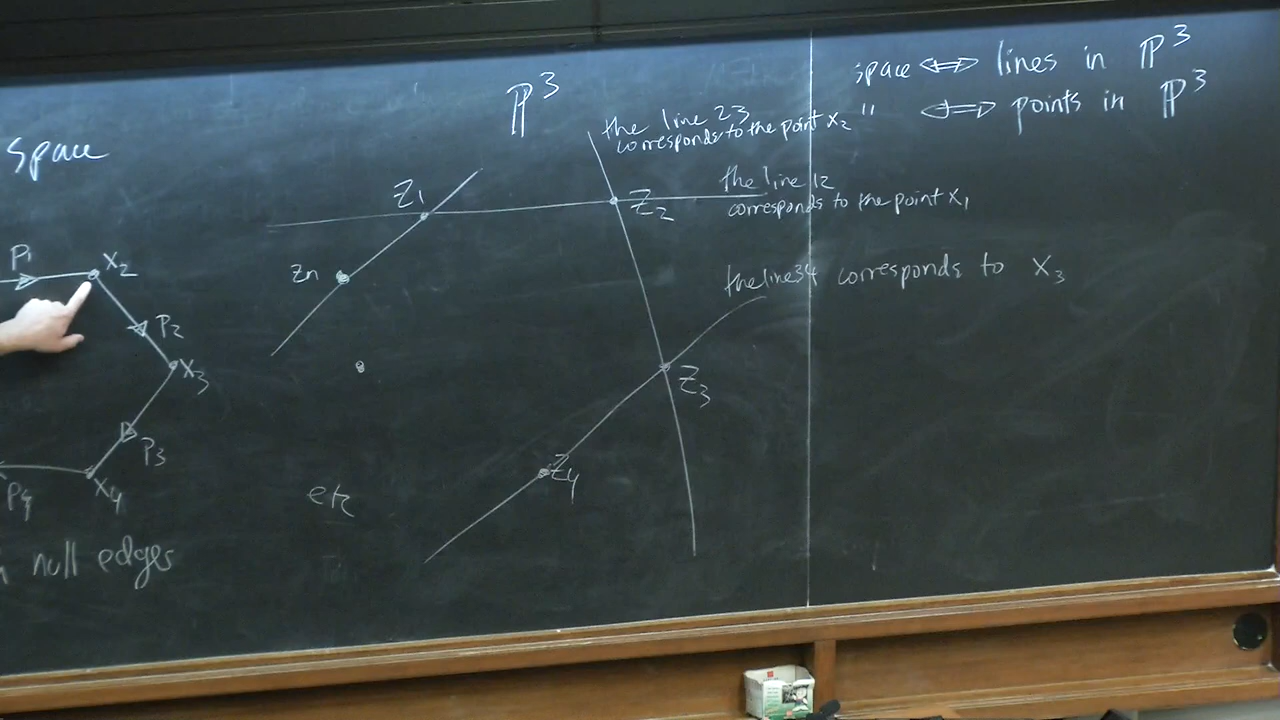 space ⟺ lines in ℙ³
" ⟺ points in ℙ³
ℙ³
the line 23
corresponds to the point x₂
Space
Z₁
Z₂
the line 12
corresponds to the point x₁
P₁
x₂
Zn
the line 34 corresponds to x₃
P₂
x₃
Z₃
P₃
Z₄
x₄
P₄
etc
null edges